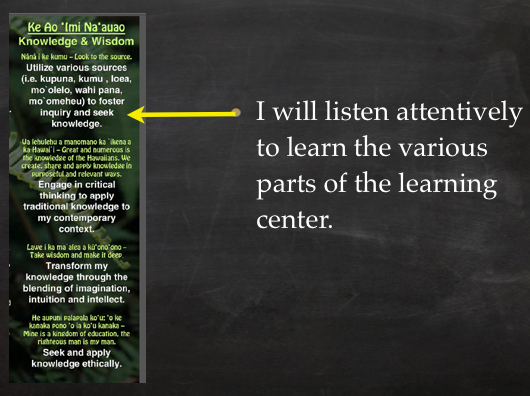 Ke Ao ʻImi Naʻauao
Knowledge & Wisdom
Nānā i ke kumu – Look to the source.
Utilize various sources
(i.e. kupuna, kumu , loea,
mo`olelo, wahi pana,
mo`omeheu) to foster
inquiry and seek
knowledge.
Ua lehulehu a manomano ka `ikena a
ka Hawai`i – Great and numerous is
the knowledge of the Hawaiians. We
create, share and apply knowledge in
purposeful and relevant ways.
Engage in critical
thinking to apply
traditional knowledge to
my contemporary
context.
Lawe i ka ma`alea a kū`ono`ono –
Take wisdom and make it deep
Transform my
knowledge through the
blending of imagination,
intuition and intellect.
He aupuni palapala ko`u; `o ke
kanaka pono `o ia ko`u kanaka –
Mine is a kingdom of education, the
righteous man is my man.
Seek and apply
knowledge ethically.
I will listen attentively
to learn the various
parts of the learning
center.